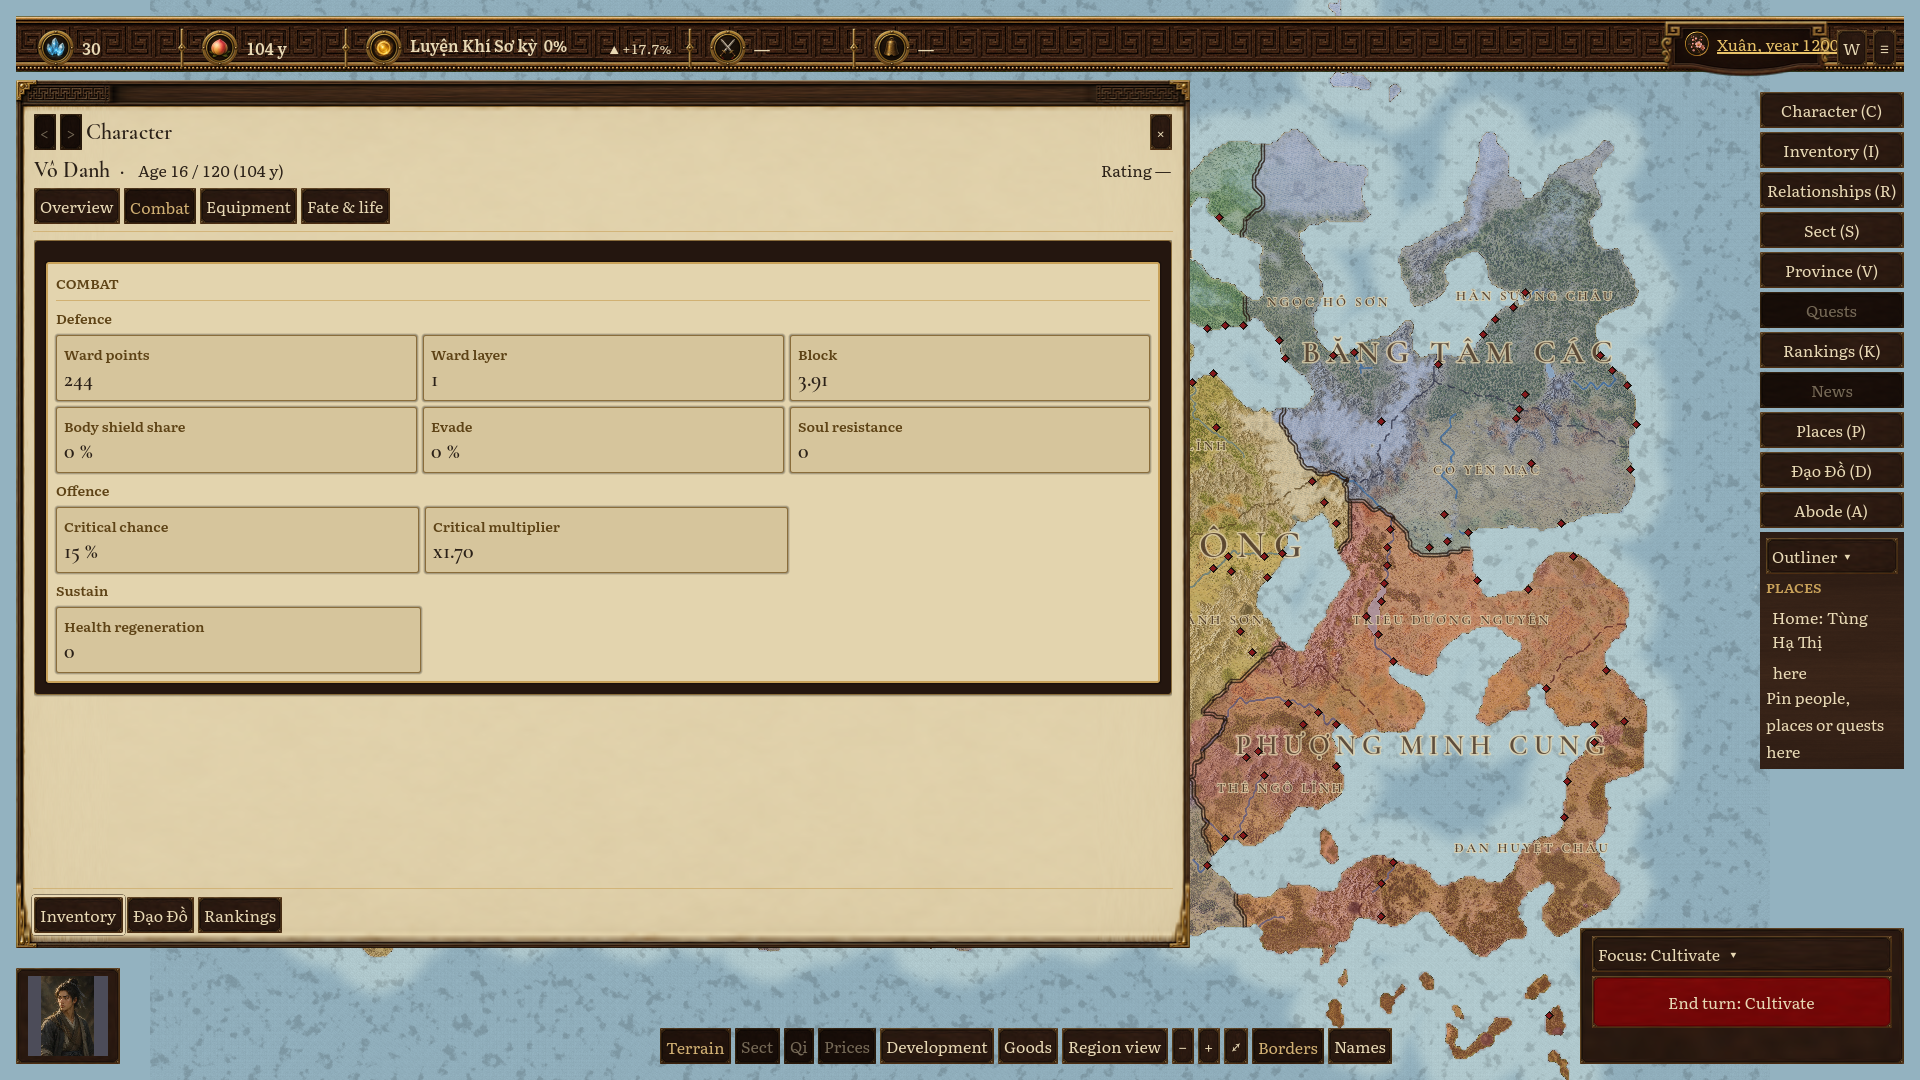 30
104 y
Luyện Khí Sơ kỳ 0%
▲ +17.7%
—
—
Xuân, year 1200
W
≡
< > Character
×
Vô Danh · Age 16 / 120 (104 y)
Rating —
Overview Combat Equipment Fate & life
COMBAT
Defence
Ward points
244
Ward layer
1
Block
3.91
Body shield share
0 %
Evade
0 %
Soul resistance
0
Offence
Critical chance
15 %
Critical multiplier
x1.70
Sustain
Health regeneration
0
Inventory Đạo Đồ Rankings
NGỌC HỒ SƠN
HÀN SƯƠNG CHÂU
BĂNG TÂM CÁC
CÔ YÊN MẠC
ÔNG
TRIỀU DƯƠNG NGUYÊN
PHƯỢNG MINH CUNG
THÊ NGÔ LĨNH
ĐAN HUYỆT CHÂU
Character (C)
Inventory (I)
Relationships (R)
Sect (S)
Province (V)
Quests
Rankings (K)
News
Places (P)
Đạo Đồ (D)
Abode (A)
Outliner ▾
PLACES
Home: Tùng
Hạ Thị
here
Pin people,
places or quests
here
Focus: Cultivate ▾
End turn: Cultivate
Terrain Sect Qi Prices Development Goods Region view − + ⤢ Borders Names